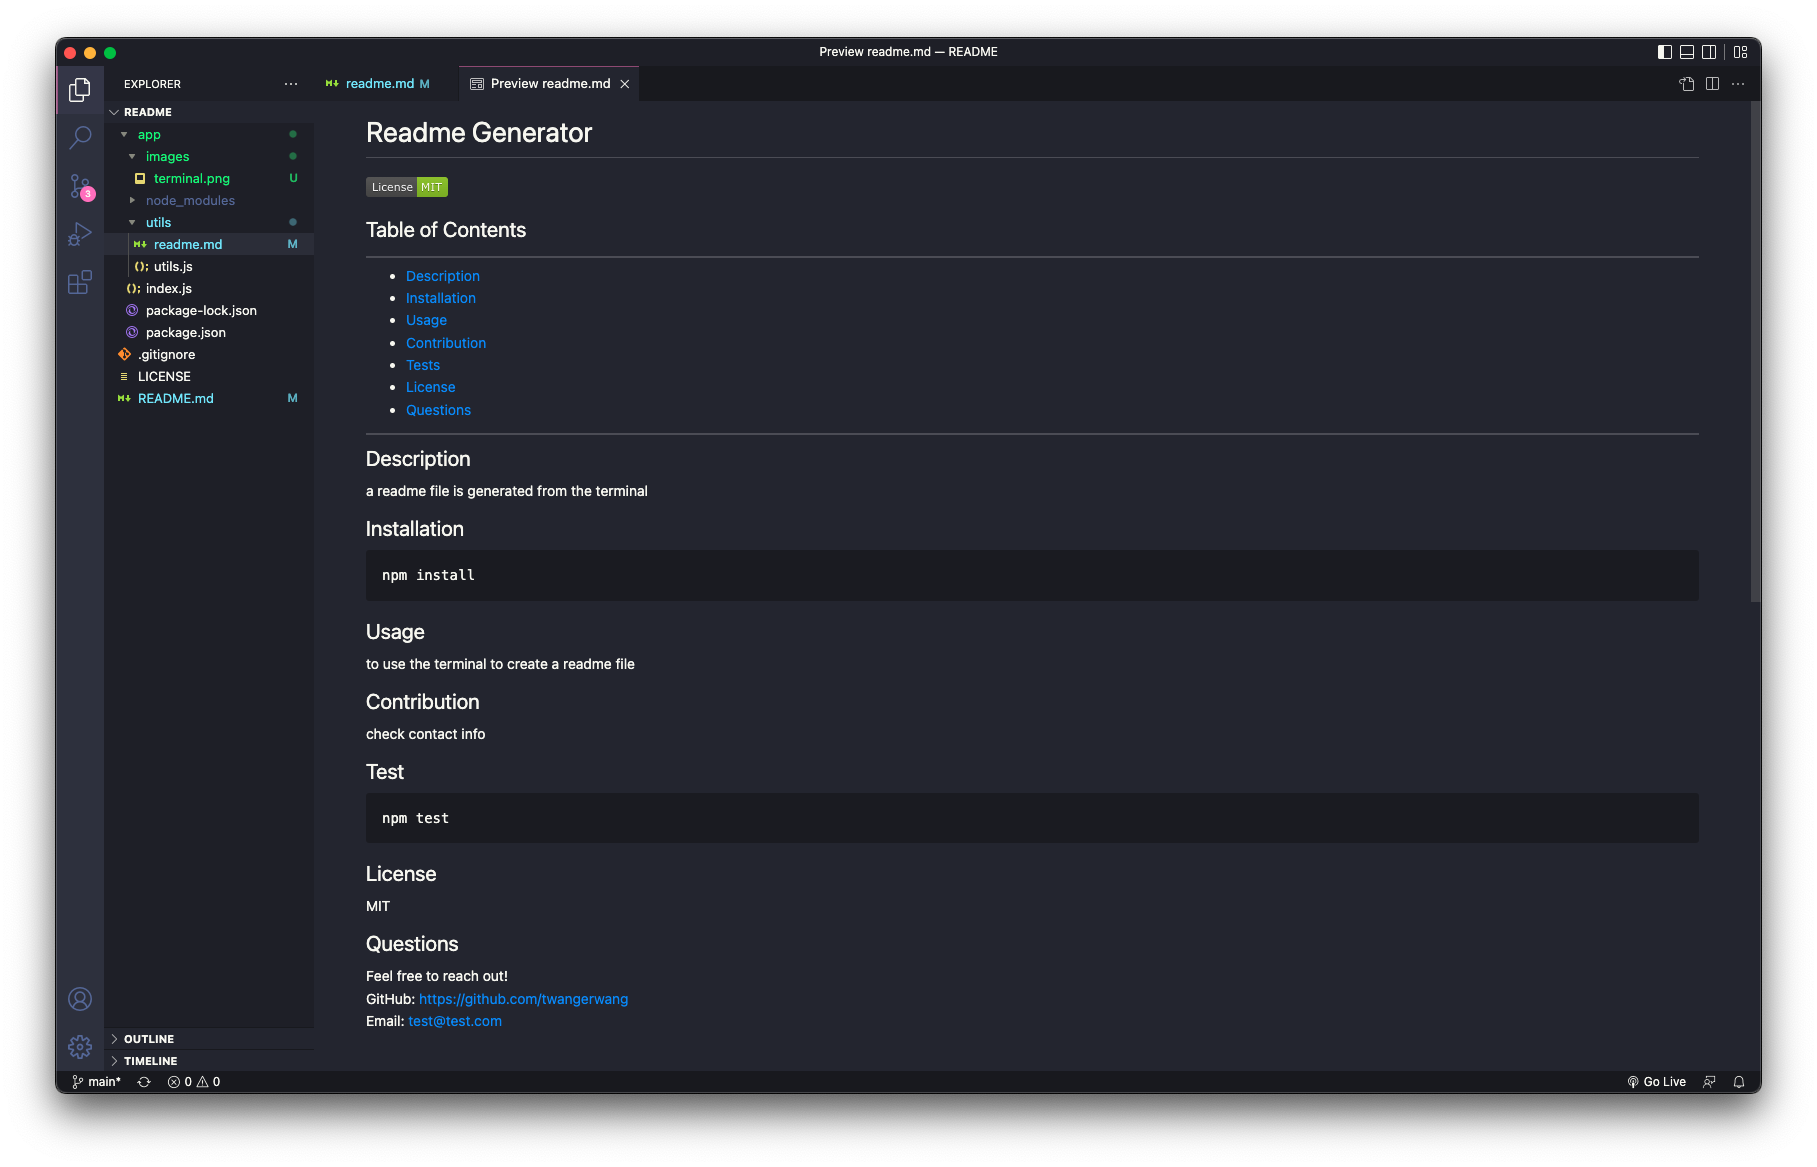 Preview readme.md — README
EXPLORER
readme.md M
Preview readme.md
README
app
images
terminal.png U
node_modules
utils
readme.md M
utils.js
index.js
package-lock.json
package.json
.gitignore
LICENSE
README.md M
3
OUTLINE
TIMELINE
Readme Generator
License MIT
Table of Contents
Description
Installation
Usage
Contribution
Tests
License
Questions
Description
a readme file is generated from the terminal
Installation
npm install
Usage
to use the terminal to create a readme file
Contribution
check contact info
Test
npm test
License
MIT
Questions
Feel free to reach out!
GitHub: https://github.com/twangerwang
Email: test@test.com
main* 0 0
Go Live